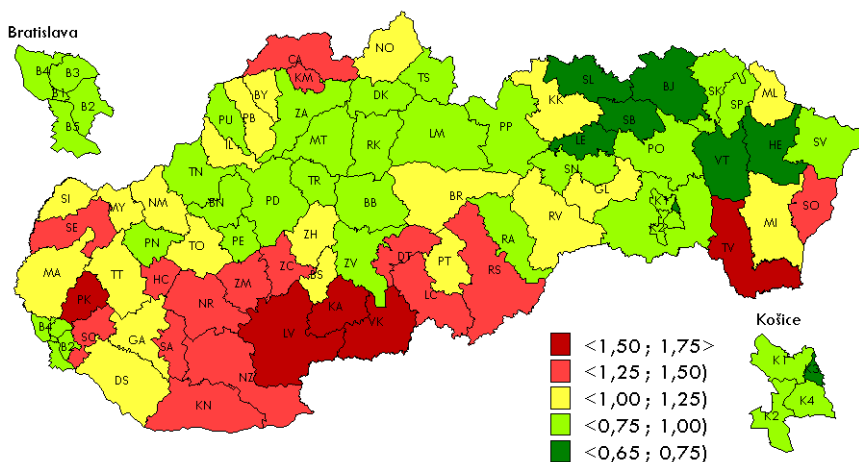 Bratislava
B4
B3
B1
B2
B5
CA
KM
NO
TS
BY
PU
PB
IL
ZA
DK
MT
RK
LM
PP
KK
SL
BJ
SB
LE
SK
SP
ML
PO
VT
HE
SV
SN
GL
SO
MI
TV
TN
BN
TR
PD
BB
BR
RV
RA
K1
K2
SI
MY
NM
SE
PN
TO
PE
ZH
ZV
BS
PT
DT
RS
LC
MA
TT
HC
ZM
ZC
NR
PK
SC
GA
SA
LV
KA
VK
B4
B2
DS
NZ
KN
<1,50 ; 1,75>
<1,25 ; 1,50)
<1,00 ; 1,25)
<0,75 ; 1,00)
<0,65 ; 0,75)
Košice
K1
K4
K2